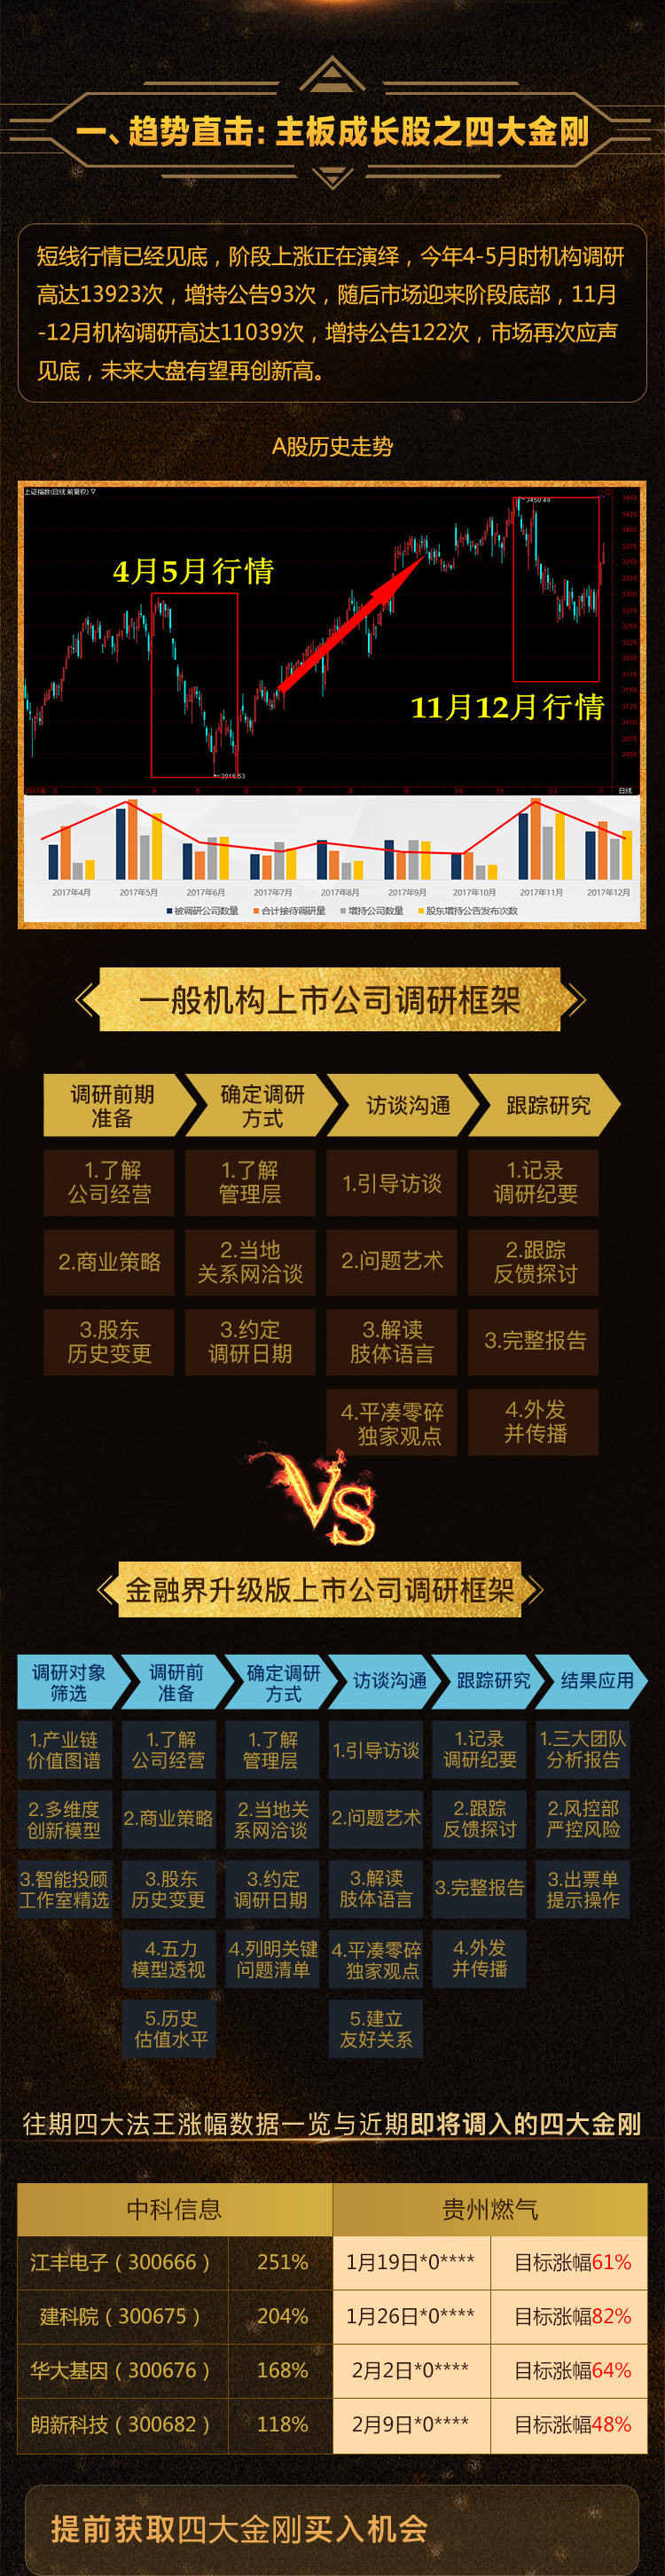 一、趋势直击：主板成长股之四大金刚
短线行情已经见底，阶段上涨正在演绎，今年4-5月时机构调研
高达13923次，增持公告93次，随后市场迎来阶段底部，11月
-12月机构调研高达11039次，增持公告122次，市场再次应声
见底，未来大盘有望再创新高。
A股历史走势
上证指数(日线.前复权)▽
3450.49
4月5月行情
11月12月行情
3016.53
日线
2017年4月 2017年5月 2017年6月 2017年7月 2017年8月 2017年9月 2017年10月 2017年11月 2017年12月
被调研公司数量 合计接待调研量 增持公司数量 股东增持公告发布次数
一般机构上市公司调研框架
调研前期
准备
确定调研
方式
访谈沟通
跟踪研究
1.了解
公司经营
1.了解
管理层
1.引导访谈
1.记录
调研纪要
2.商业策略
2.当地
关系网洽谈
2.问题艺术
2.跟踪
反馈探讨
3.股东
历史变更
3.约定
调研日期
3.解读
肢体语言
3.完整报告
4.平凑零碎
独家观点
4.外发
并传播
VS
金融界升级版上市公司调研框架
调研对象
筛选
调研前
准备
确定调研
方式
访谈沟通
跟踪研究
结果应用
1.产业链
价值图谱
1.了解
公司经营
1.了解
管理层
1.引导访谈
1.记录
调研纪要
1.三大团队
分析报告
2.多维度
创新模型
2.商业策略
2.当地关
系网洽谈
2.问题艺术
2.跟踪
反馈探讨
2.风控部
严控风险
3.智能投顾
工作室精选
3.股东
历史变更
3.约定
调研日期
3.解读
肢体语言
3.完整报告
3.出票单
提示操作
4.五力
模型透视
4.列明关键
问题清单
4.平凑零碎
独家观点
4.外发
并传播
5.历史
估值水平
5.建立
友好关系
往期四大法王涨幅数据一览与近期即将调入的四大金刚
中科信息 贵州燃气
江丰电子（300666） 251% 1月19日*0**** 目标涨幅61%
建科院（300675） 204% 1月26日*0**** 目标涨幅82%
华大基因（300676） 168% 2月2日*0**** 目标涨幅64%
朗新科技（300682） 118% 2月9日*0**** 目标涨幅48%
提前获取四大金刚买入机会